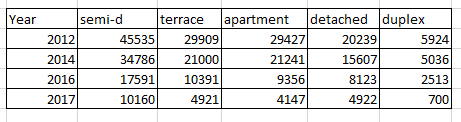 Year semi-d terrace apartment detached duplex
2012 45535 29909 29427 20239 5924
2014 34786 21000 21241 15607 5036
2016 17591 10391 9356 8123 2513
2017 10160 4921 4147 4922 700